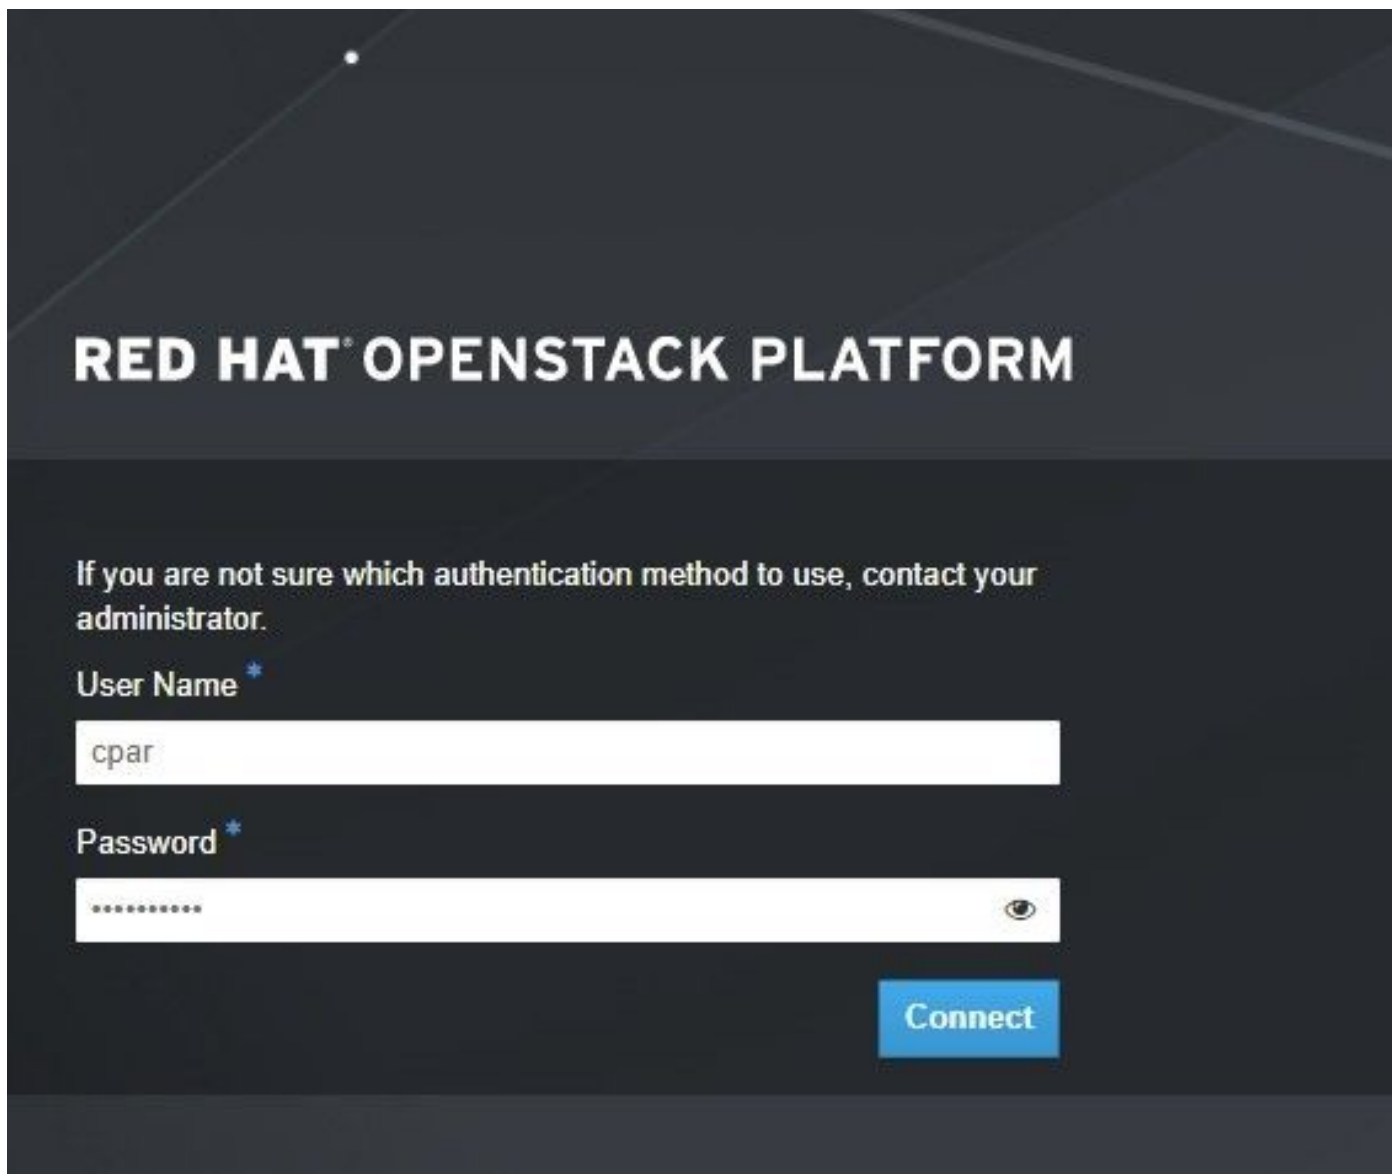 RED HAT® OPENSTACK PLATFORM
If you are not sure which authentication method to use, contact your
administrator.
User Name *
cpar
Password *
••••••••••
Connect